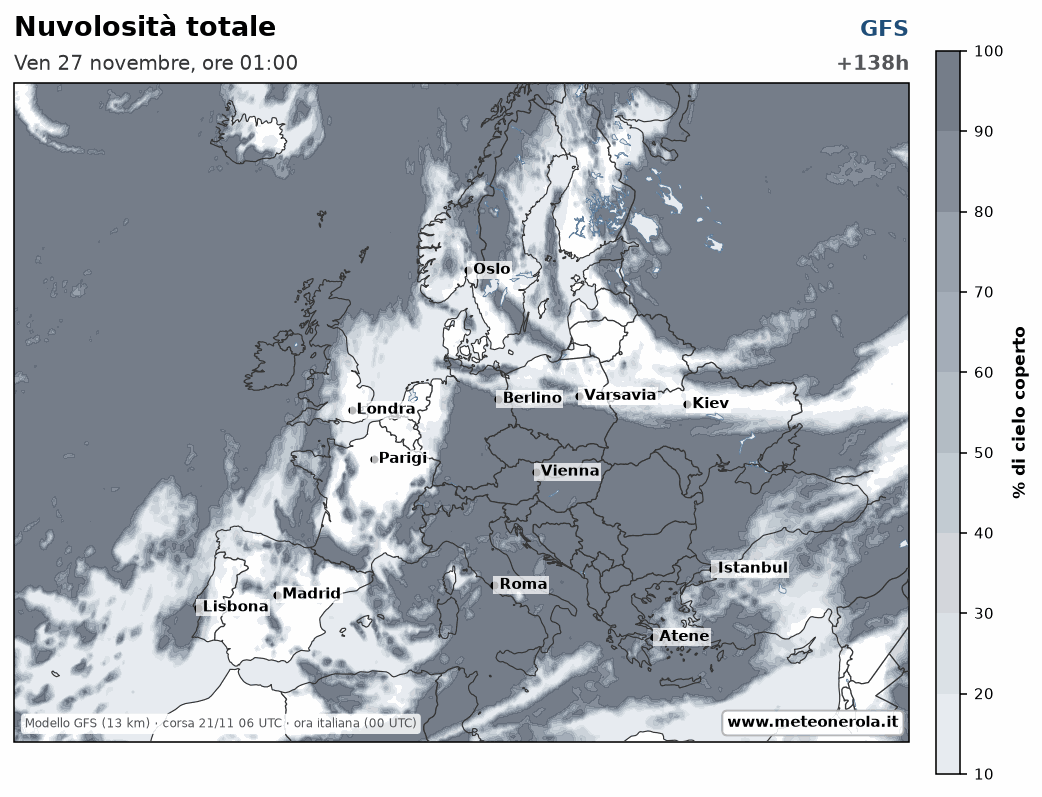 Nuvolosità totale
GFS
Ven 27 novembre, ore 01:00
+138h
100
90
80
70
60
50
40
30
20
10
% di cielo coperto
Oslo
Londra
Berlino
Varsavia
Kiev
Parigi
Vienna
Istanbul
Roma
Madrid
Lisbona
Atene
Modello GFS (13 km) · corsa 21/11 06 UTC · ora italiana (00 UTC)
www.meteonerola.it